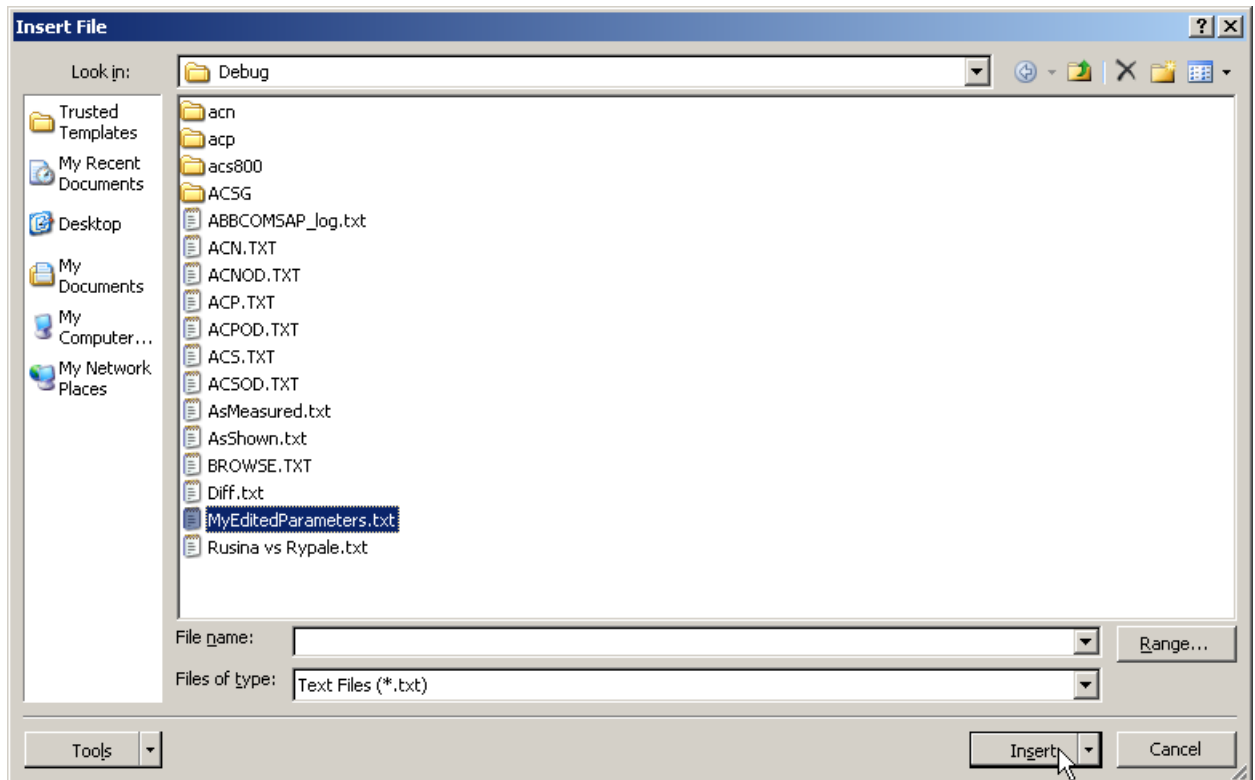 Insert File
Look in:
Debug
Trusted
Templates
My Recent
Documents
Desktop
My
Documents
My
Computer...
My Network
Places
acn
acp
acs800
ACSG
ABBCOMSAP_log.txt
ACN.TXT
ACNOD.TXT
ACP.TXT
ACPOD.TXT
ACS.TXT
ACSOD.TXT
AsMeasured.txt
AsShown.txt
BROWSE.TXT
Diff.txt
MyEditedParameters.txt
Rusina vs Rypale.txt
File name:
Range...
Files of type:
Text Files (*.txt)
Tools
Insert
Cancel